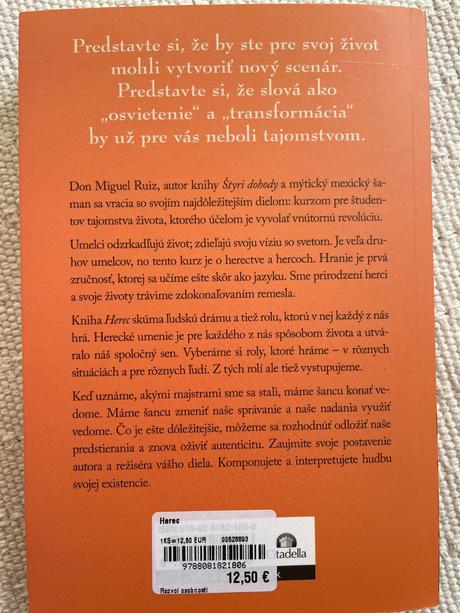 Predstavte si, že by ste pre svoj život
mohli vytvoriť nový scenár.
Predstavte si, že slová ako
„osvietenie“ a „transformácia“
by už pre vás neboli tajomstvom.
Don Miguel Ruiz, autor knihy Štyri dohody a mýtický mexický ša-
man sa vracia so svojím najdôležitejším dielom: kurzom pre študen-
tov tajomstva života, ktorého účelom je vyvolať vnútornú revolúciu.
Umelci odzrkadľujú život; zdieľajú svoju víziu so svetom. Je veľa dru-
hov umelcov, no tento kurz je o herectve a hercoch. Hranie je prvá
zručnosť, ktorej sa učíme ešte skôr ako jazyku. Sme prirodzení herci
a svoje životy trávime zdokonaľovaním remesla.
Kniha Herec skúma ľudskú drámu a tiež rolu, ktorú v nej každý z nás
hrá. Herecké umenie je pre každého z nás spôsobom života a utvá-
ralo náš spoločný sen. Vyberáme si roly, ktoré hráme – v rôznych
situáciách a pre rôznych ľudí. Z tých rolí ale tiež vystupujeme.
Keď uznáme, akými majstrami sme sa stali, máme šancu konať ve-
dome. Máme šancu zmeniť naše správanie a naše nadania využiť
vedome. Čo je ešte dôležitejšie, môžeme sa rozhodnúť odložiť naše
predstierania a znova oživiť autenticitu. Zaujmite svoje postavenie
autora a režiséra vášho diela. Komponujete a interpretujete hudbu
svojej existencie.
ISBN 978-80-8182-180-6
Herec
1KS=12,50 EUR 00528893
9788081821806
12,50 €
Rozvoj osobnosti